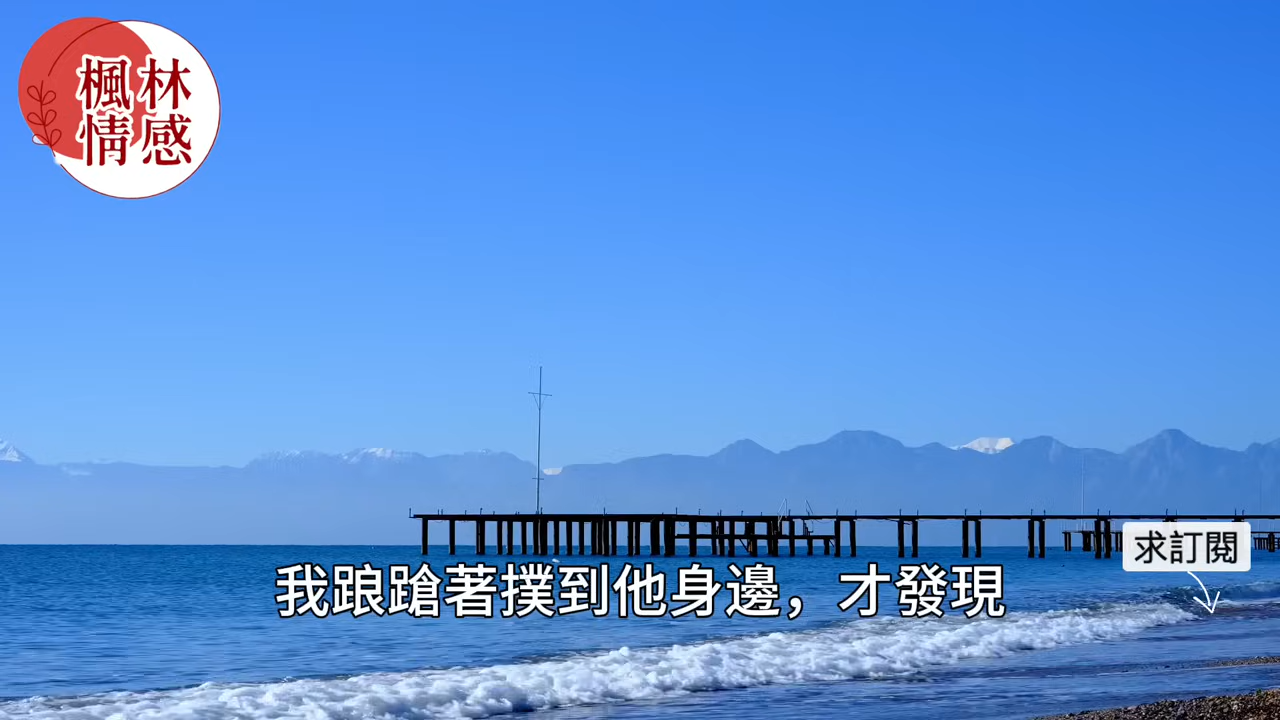 楓林
情感
求訂閱
我踉蹌著撲到他身邊，才發現